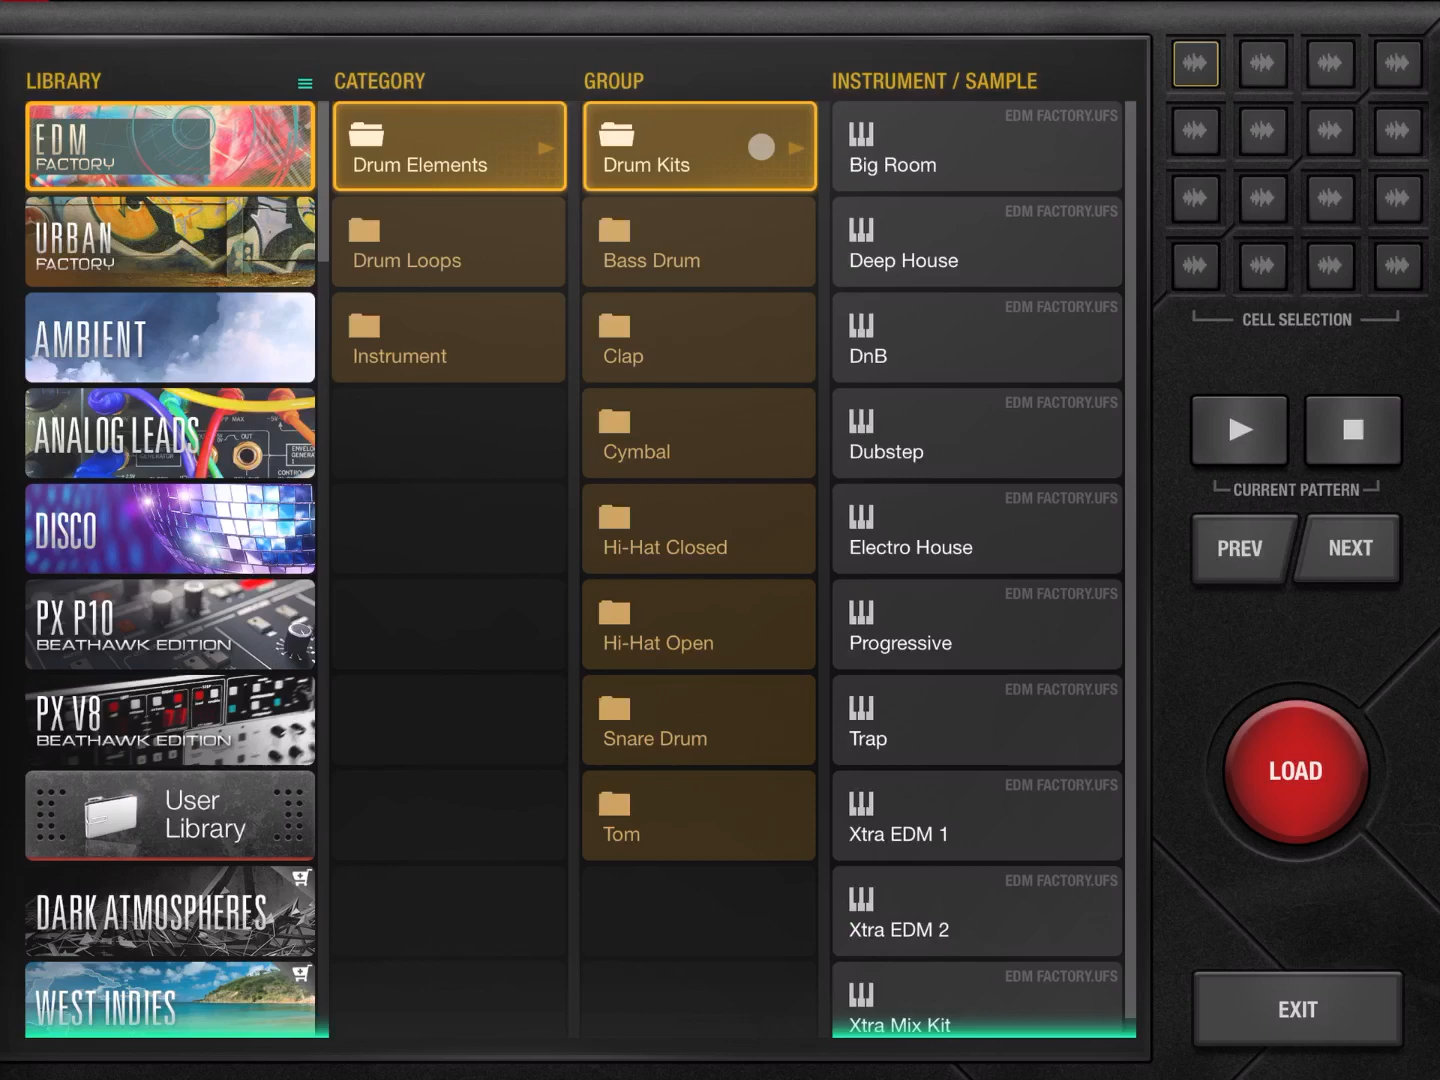 LIBRARY
EDM
FACTORY
URBAN
FACTORY
AMBIENT
ANALOG LEADS
DISCO
PX P10
BEATHAWK EDITION
PX V8
BEATHAWK EDITION
User
Library
DARK ATMOSPHERES
WEST INDIES
CATEGORY
Drum Elements
Drum Loops
Instrument
GROUP
Drum Kits
Bass Drum
Clap
Cymbal
Hi-Hat Closed
Hi-Hat Open
Snare Drum
Tom
INSTRUMENT / SAMPLE
EDM FACTORY.UFS
Big Room
EDM FACTORY.UFS
Deep House
EDM FACTORY.UFS
DnB
EDM FACTORY.UFS
Dubstep
EDM FACTORY.UFS
Electro House
EDM FACTORY.UFS
Progressive
EDM FACTORY.UFS
Trap
EDM FACTORY.UFS
Xtra EDM 1
EDM FACTORY.UFS
Xtra EDM 2
EDM FACTORY.UFS
Xtra Mix Kit
CELL SELECTION
CURRENT PATTERN
PREV
NEXT
LOAD
EXIT